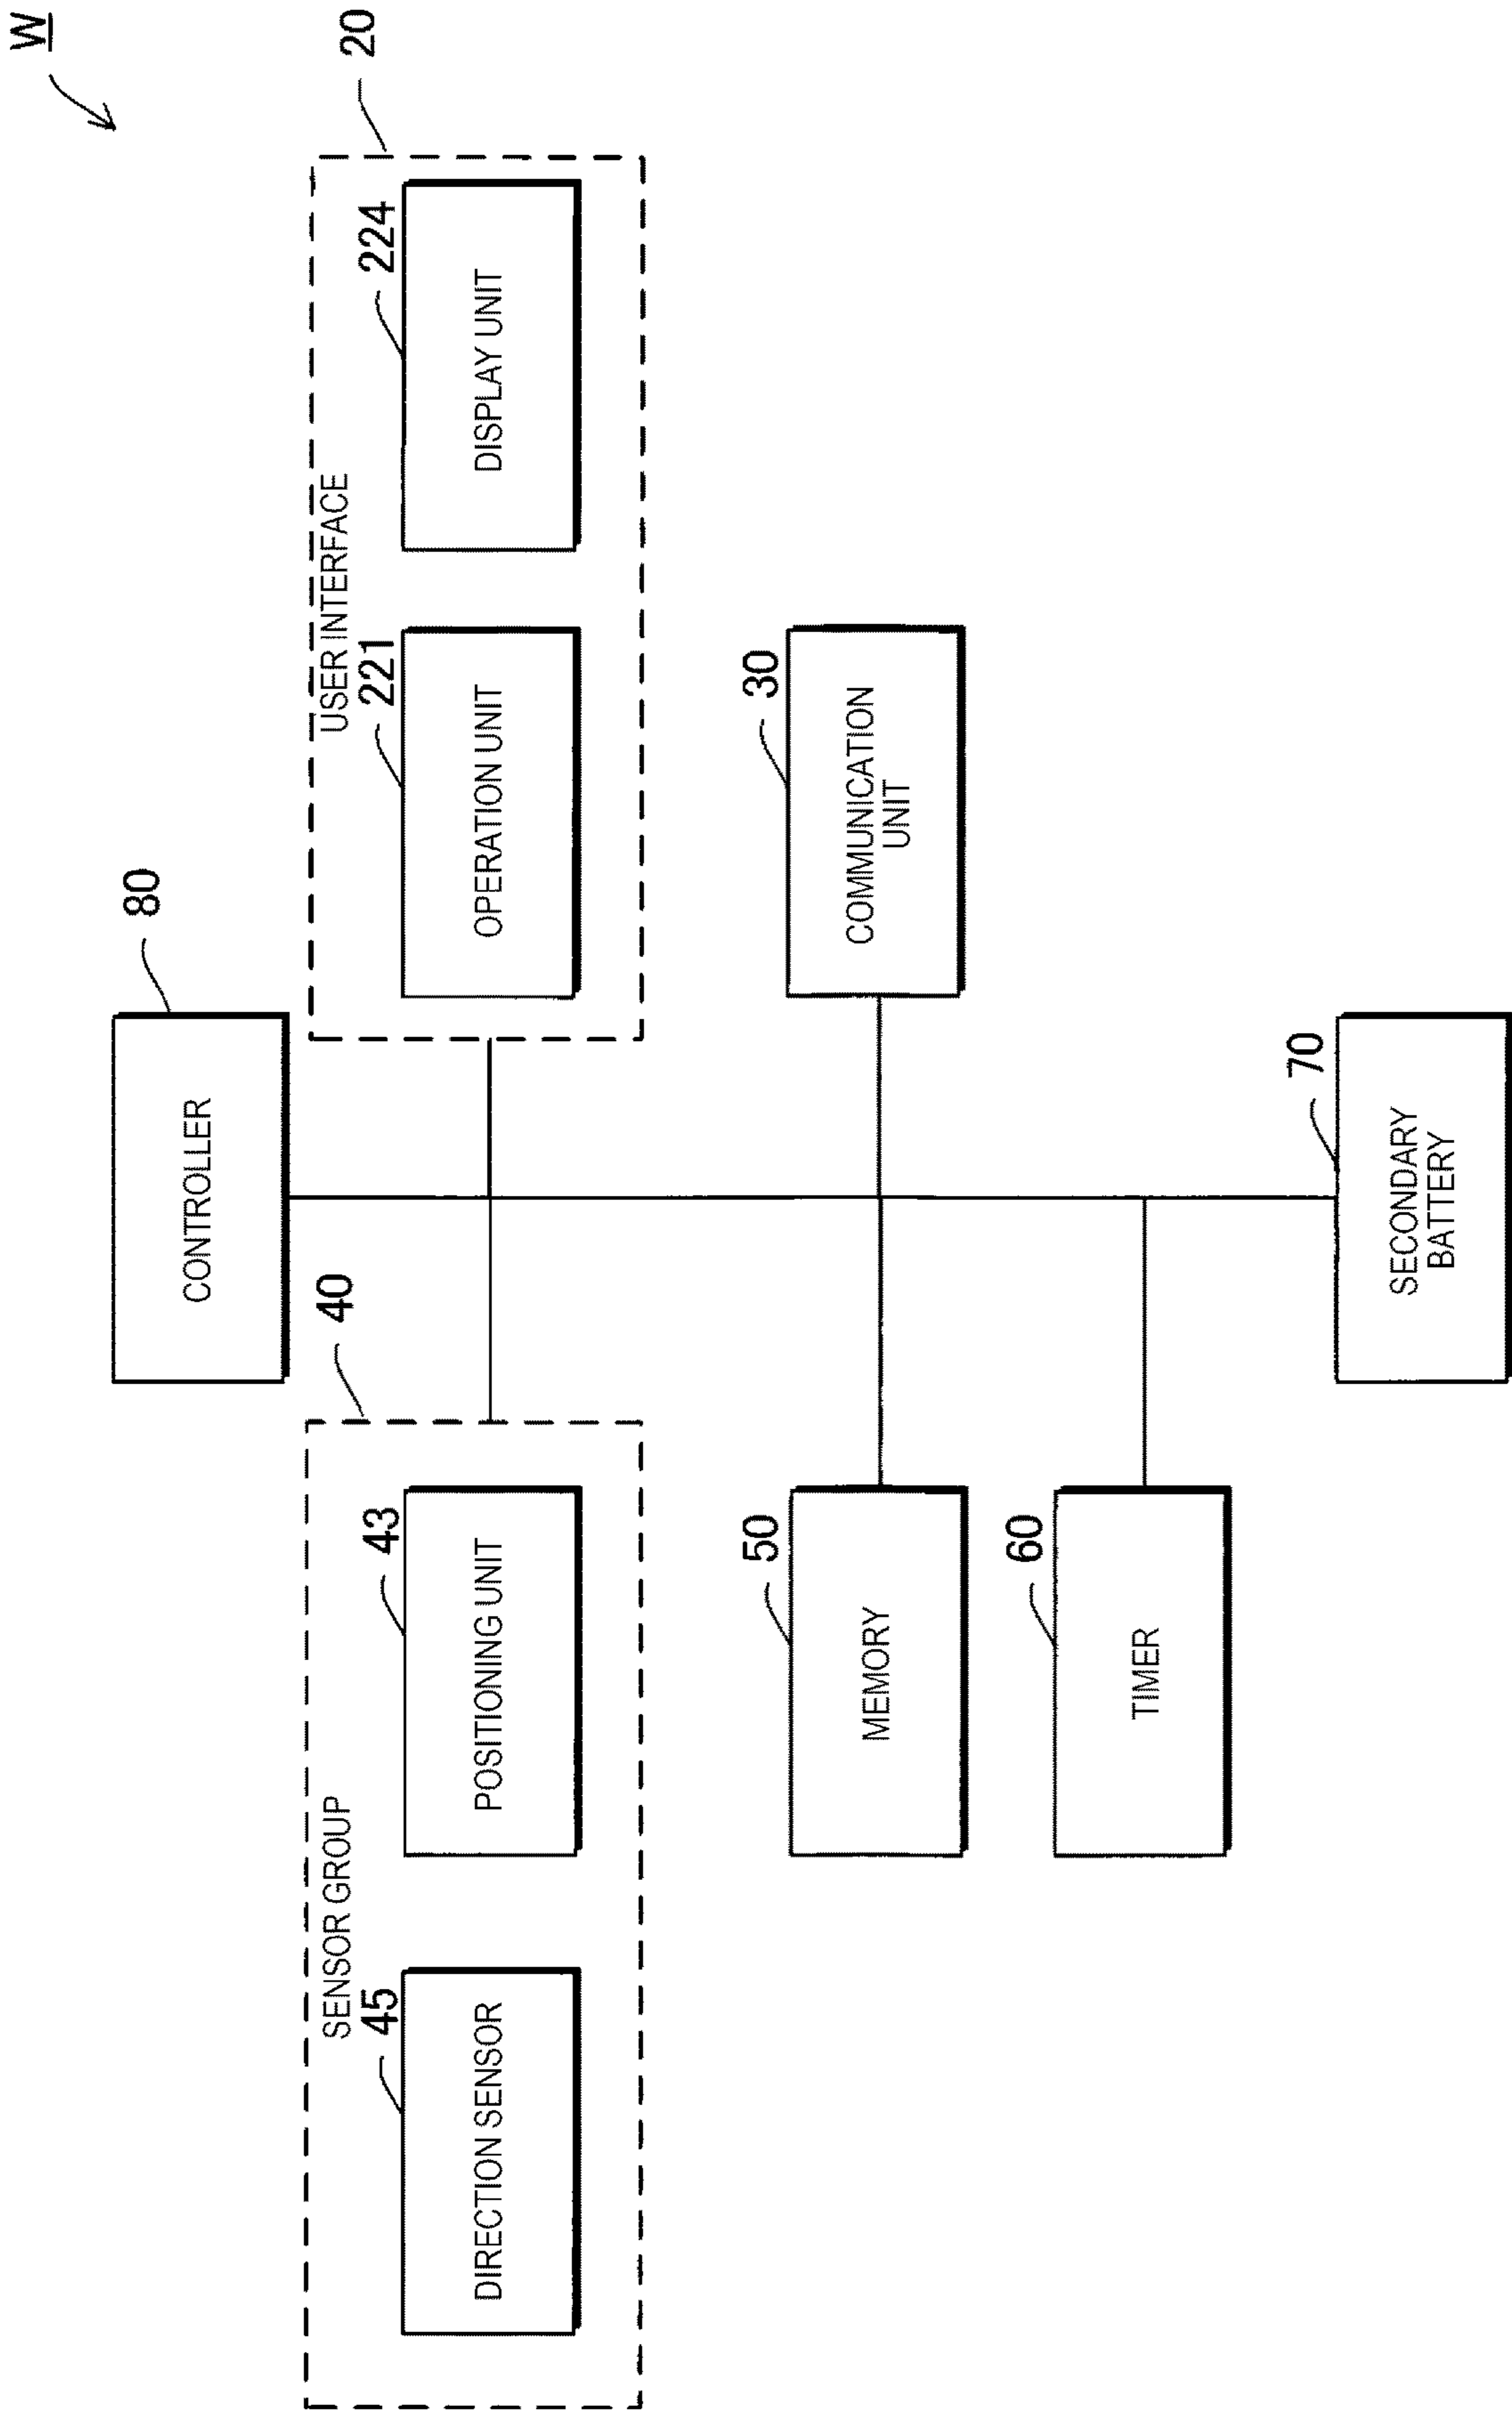 W
80
CONTROLLER
40
SENSOR GROUP
45
DIRECTION SENSOR
43
POSITIONING UNIT
20
USER INTERFACE
221
OPERATION UNIT
224
DISPLAY UNIT
50
MEMORY
30
COMMUNICATION
UNIT
60
TIMER
70
SECONDARY
BATTERY